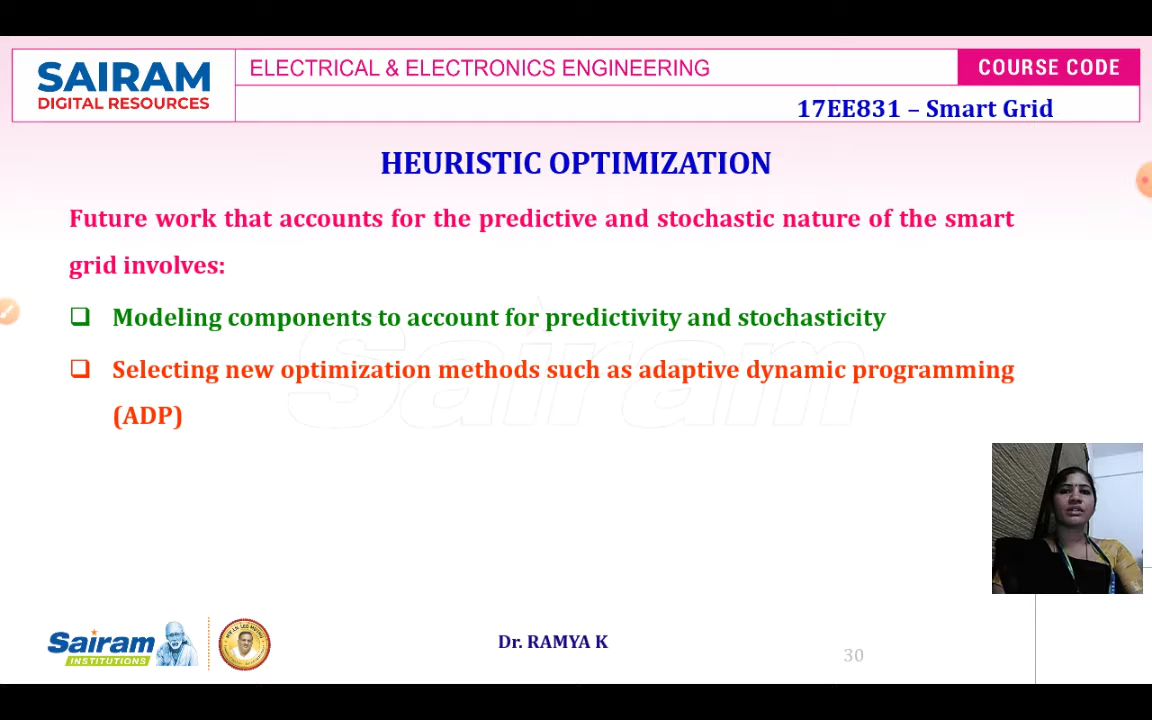 SAIRAM
DIGITAL RESOURCES
ELECTRICAL & ELECTRONICS ENGINEERING
COURSE CODE
17EE831 – Smart Grid
HEURISTIC OPTIMIZATION
Future work that accounts for the predictive and stochastic nature of the smart
grid involves:
Modeling components to account for predictivity and stochasticity
Selecting new optimization methods such as adaptive dynamic programming
(ADP)
Sairam
Sairam
INSTITUTIONS
Dr. RAMYA K
30